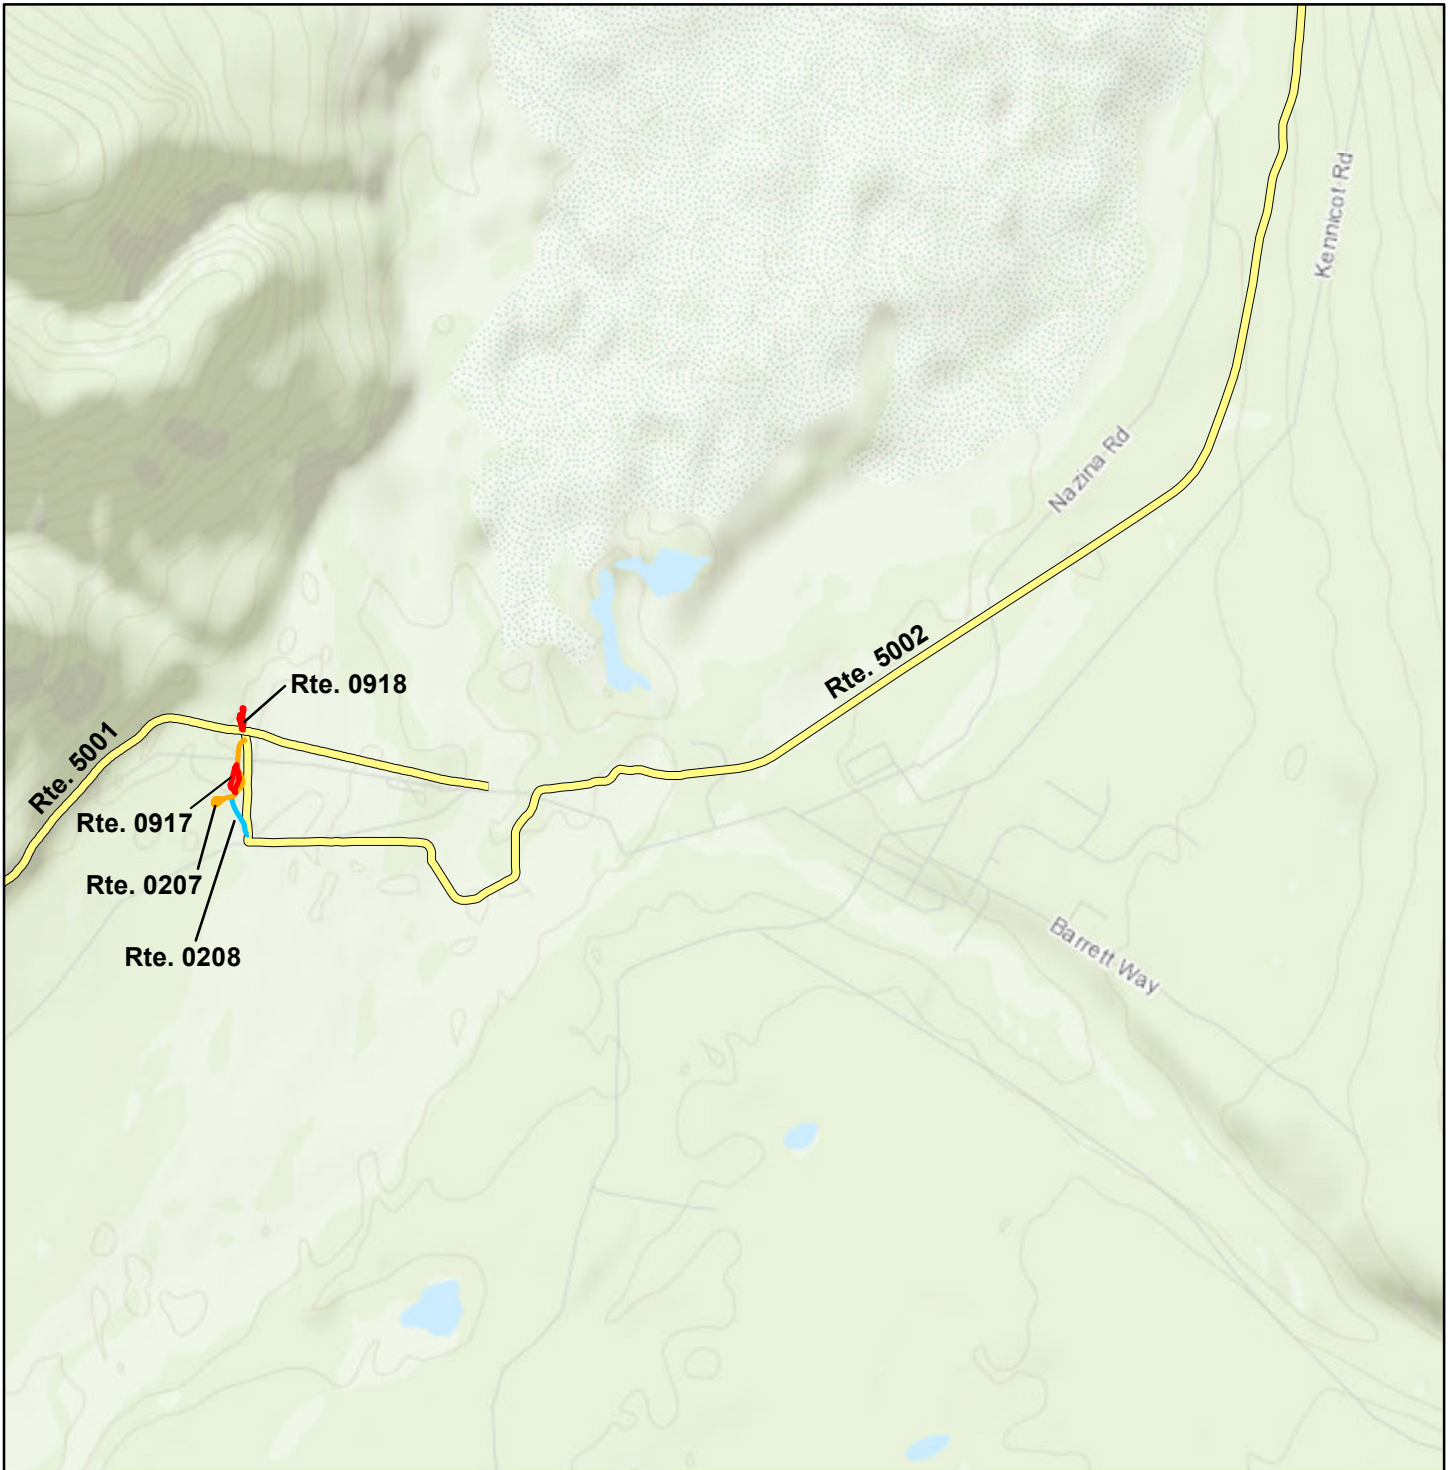 Kennicot Rd
Nazina Rd
Rte. 5002
Rte. 0918
Rte. 5001
Rte. 0917
Rte. 0207
Rte. 0208
Barrett Way